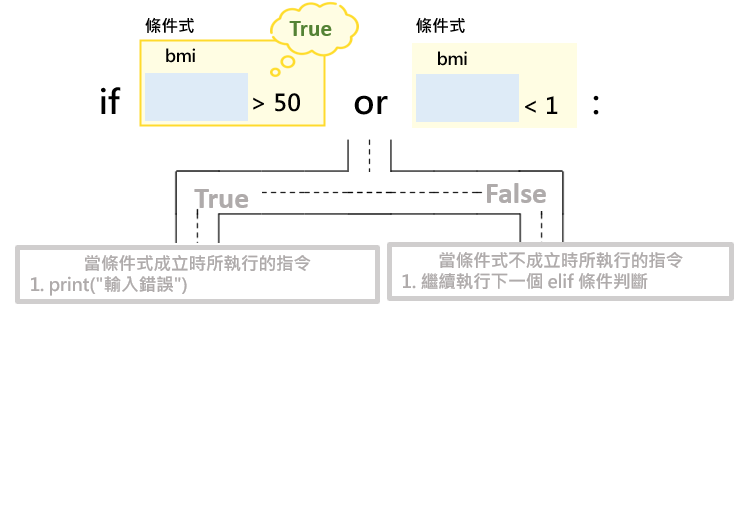 條件式
True
條件式
bmi
bmi
if > 50 or < 1 :
True
False
當條件式成立時所執行的指令
1. print("輸入錯誤")
當條件式不成立時所執行的指令
1. 繼續執行下一個 elif 條件判斷